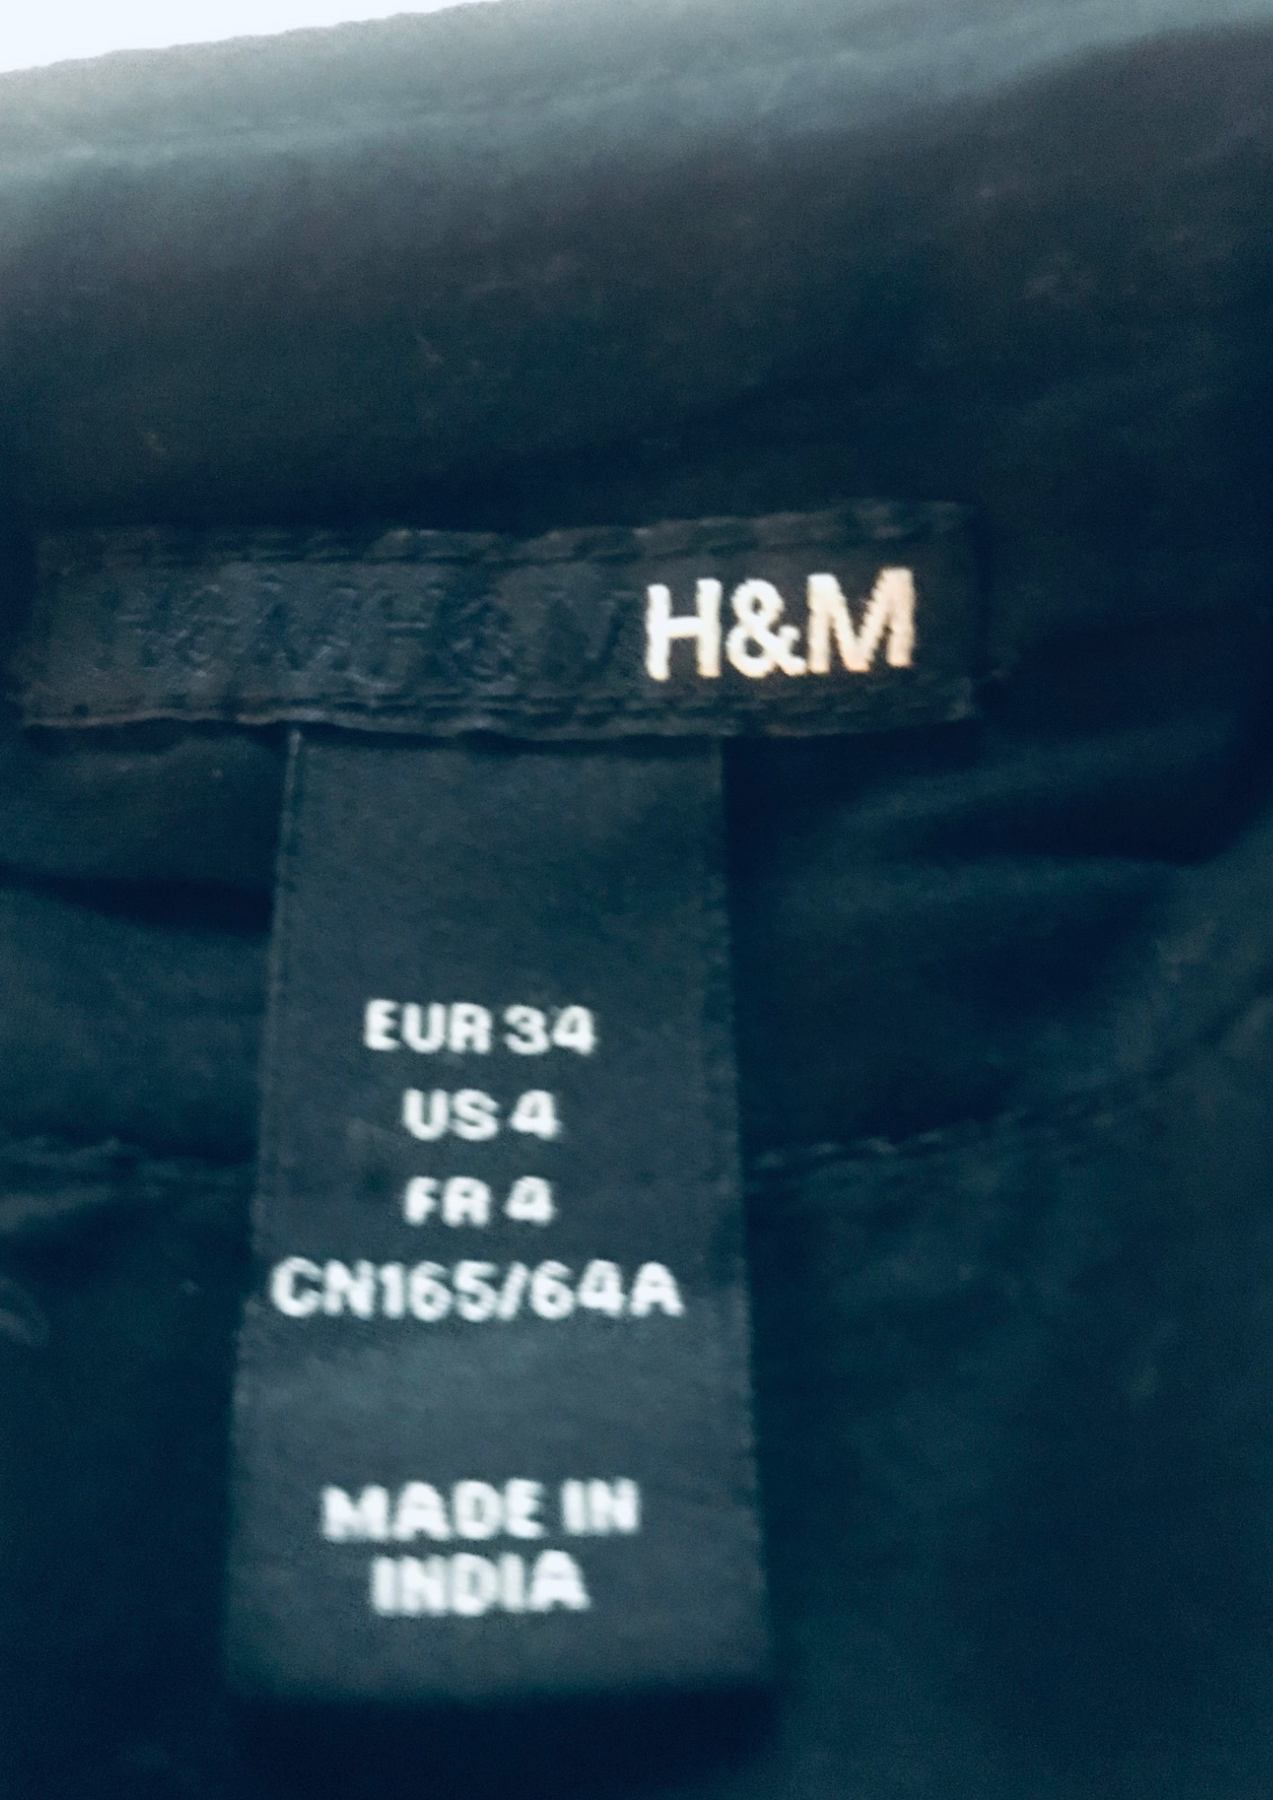 H&M
EUR 34
US 4
FR 4
CN165/64A
MADE IN
INDIA